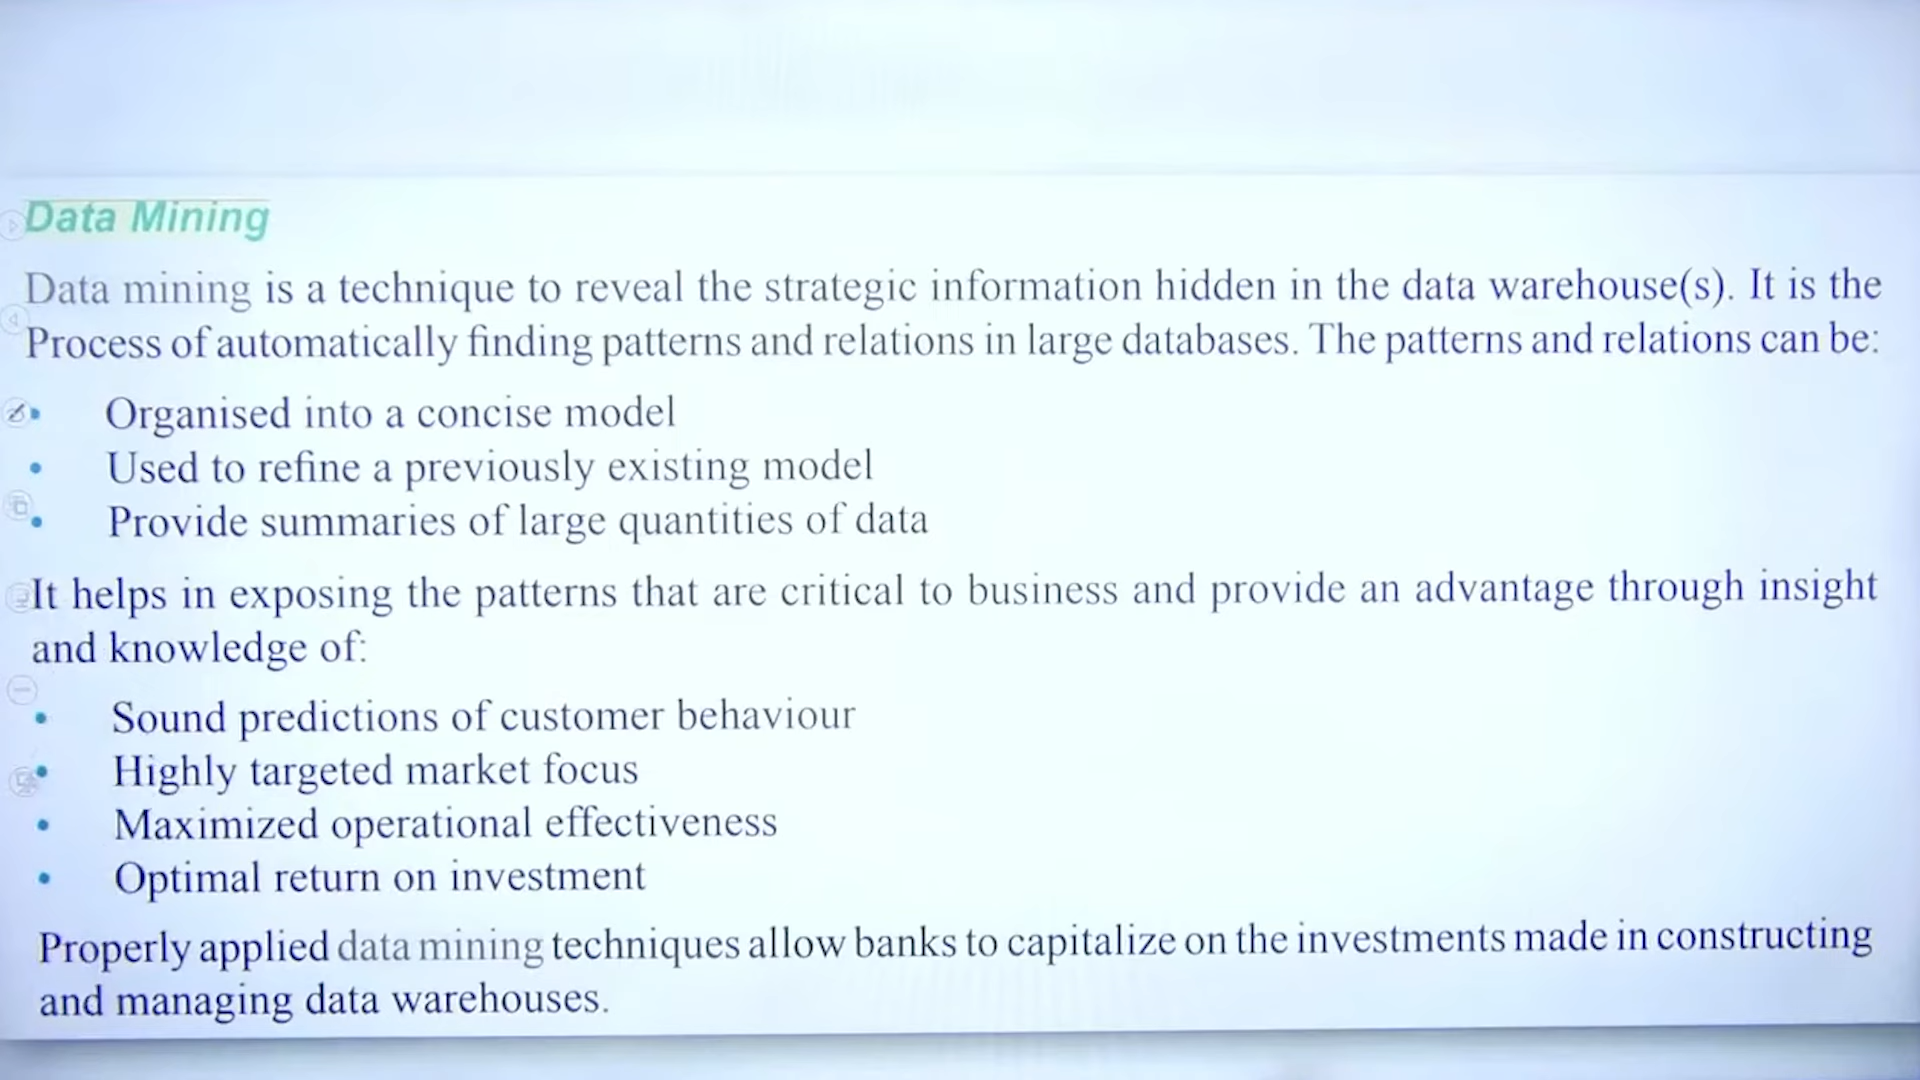 Data Mining
Data mining is a technique to reveal the strategic information hidden in the data warehouse(s). It is the
Process of automatically finding patterns and relations in large databases. The patterns and relations can be:
• Organised into a concise model
• Used to refine a previously existing model
• Provide summaries of large quantities of data
It helps in exposing the patterns that are critical to business and provide an advantage through insight
and knowledge of:
• Sound predictions of customer behaviour
• Highly targeted market focus
• Maximized operational effectiveness
• Optimal return on investment
Properly applied data mining techniques allow banks to capitalize on the investments made in constructing
and managing data warehouses.